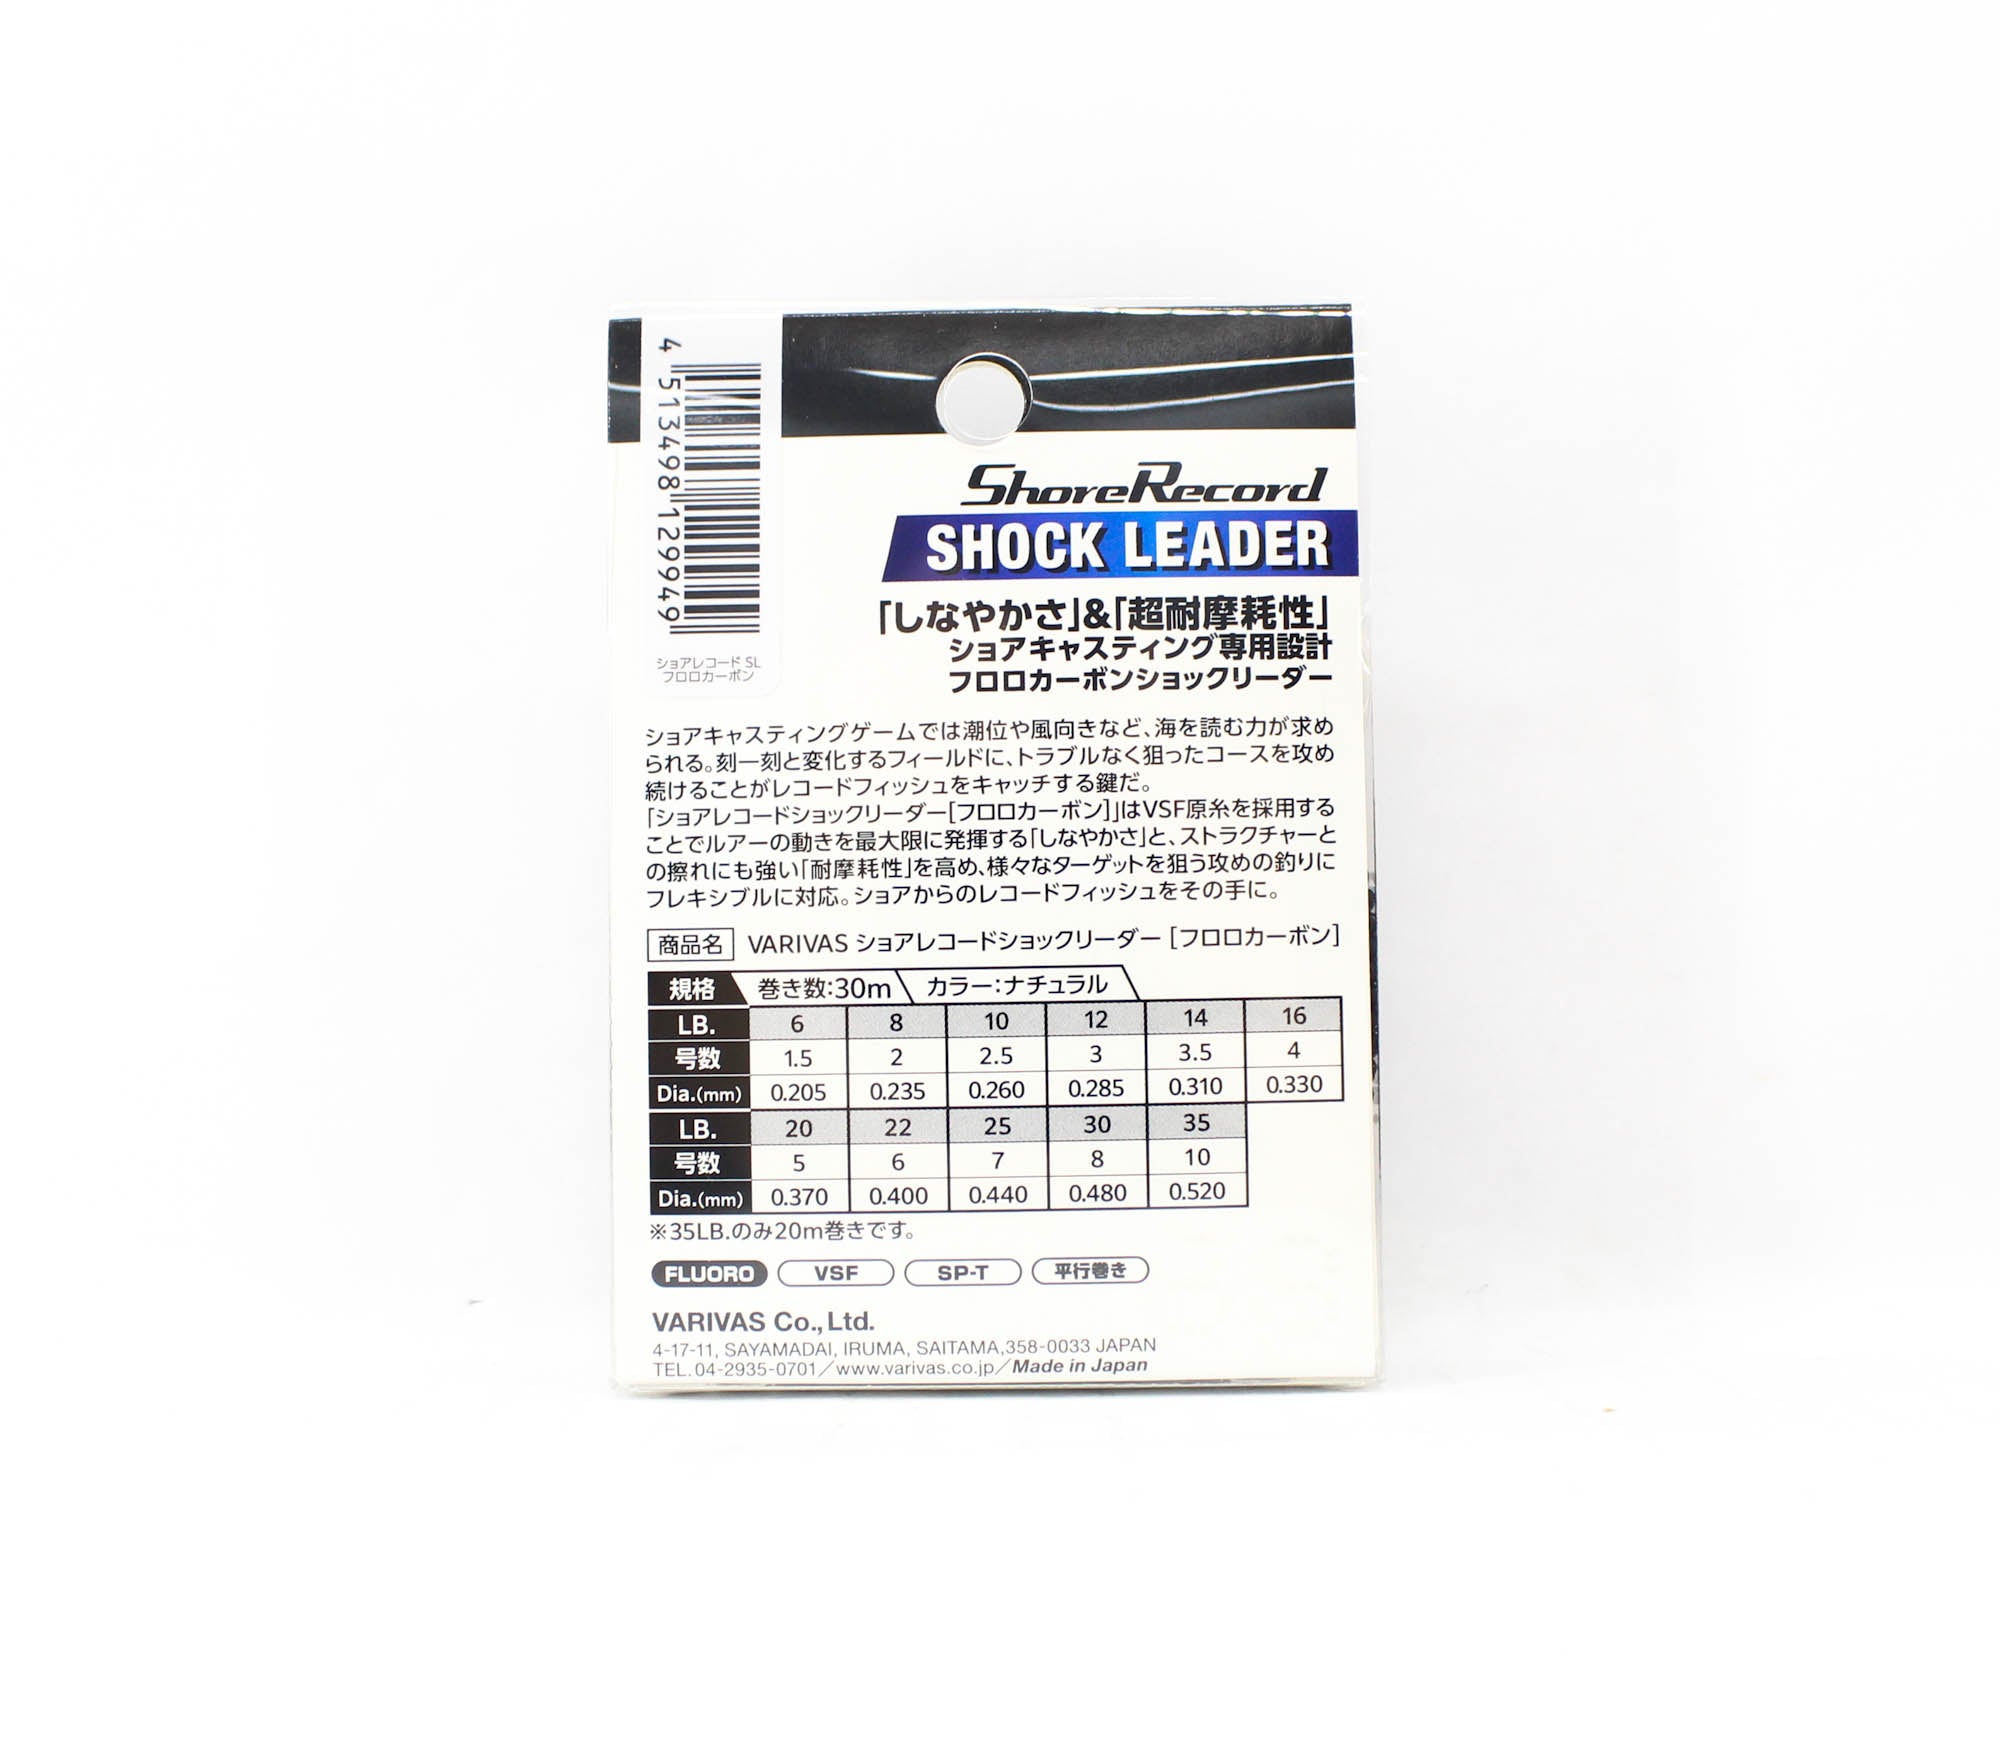 4 513498 129949
ショアレコード SL
フロロカーボン
ShoreRecord
SHOCK LEADER
「しなやかさ」&「超耐摩耗性」
ショアキャスティング専用設計
フロロカーボンショックリーダー
ショアキャスティングゲームでは潮位や風向きなど、海を読む力が求め
られる。刻一刻と変化するフィールドに、トラブルなく狙ったコースを攻め
続けることがレコードフィッシュをキャッチする鍵だ。
「ショアレコードショックリーダー[フロロカーボン]」はVSF原糸を採用する
ことでルアーの動きを最大限に発揮する「しなやかさ」と、ストラクチャーと
の擦れにも強い「耐摩耗性」を高め、様々なターゲットを狙う攻めの釣りに
フレキシブルに対応。ショアからのレコードフィッシュをその手に。
商品名 VARIVAS ショアレコードショックリーダー [フロロカーボン]
規格 巻き数:30m カラー:ナチュラル
LB. 6 8 10 12 14 16
号数 1.5 2 2.5 3 3.5 4
Dia.(mm) 0.205 0.235 0.260 0.285 0.310 0.330
LB. 20 22 25 30 35
号数 5 6 7 8 10
Dia.(mm) 0.370 0.400 0.440 0.480 0.520
※35LB.のみ20m巻きです。
FLUORO VSF SP-T 平行巻き
VARIVAS Co., Ltd.
4-17-11, SAYAMADAI, IRUMA, SAITAMA,358-0033 JAPAN
TEL. 04-2935-0701/www.varivas.co.jp/Made in Japan